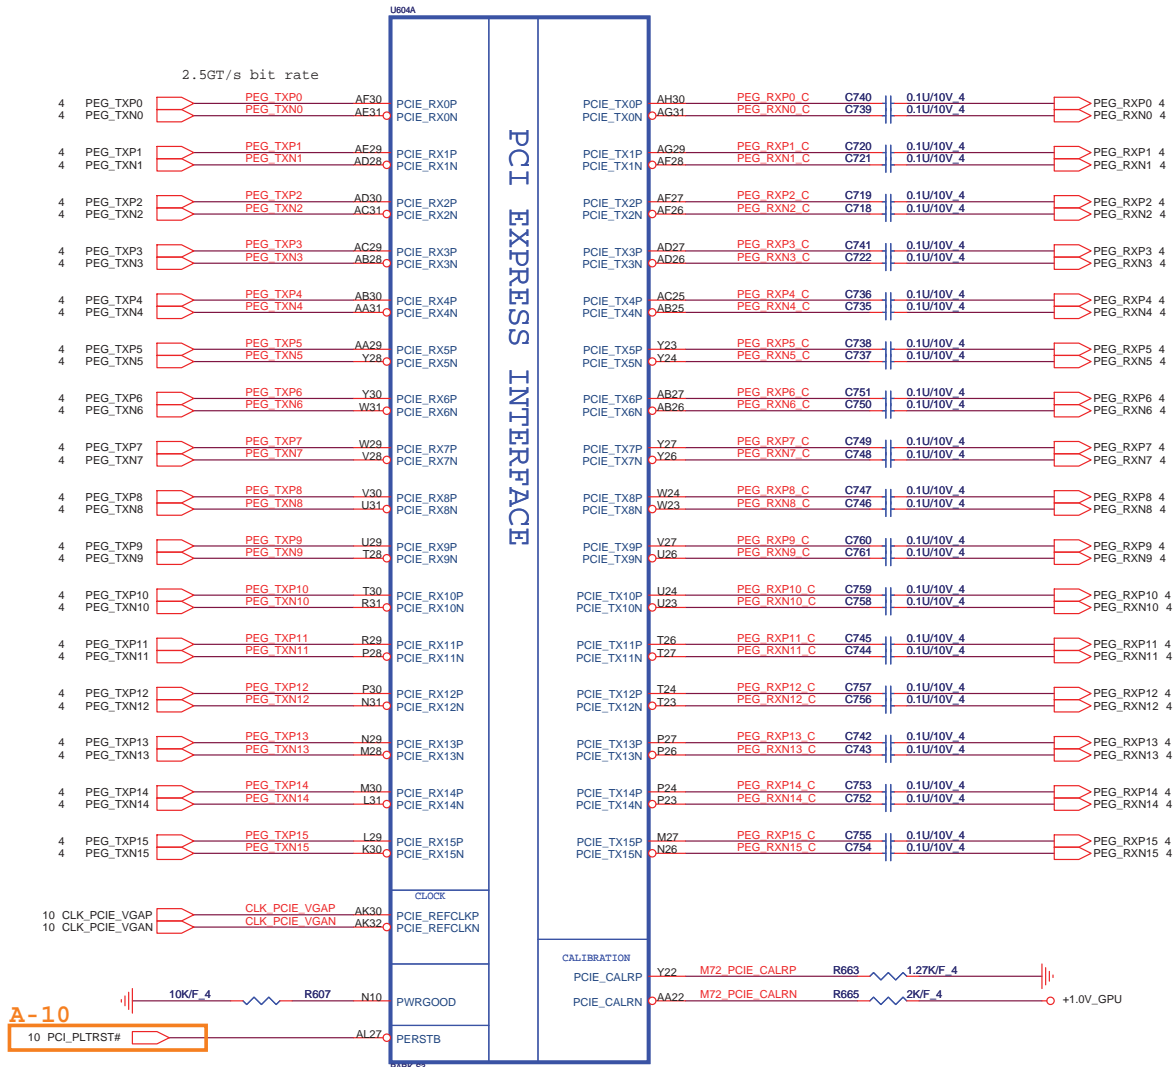 U604A
2.5GT/s bit rate
4 PEG_TXP0 PEG_TXP0 AF30 PCIE_RX0P PCIE_TX0P AH30 PEG_RXP0_C C740 0.1U/10V_4 PEG_RXP0 4
4 PEG_TXN0 PEG_TXN0 AE31 PCIE_RX0N PCIE_TX0N AG31 PEG_RXN0_C C739 0.1U/10V_4 PEG_RXN0 4
4 PEG_TXP1 PEG_TXP1 AE29 PCIE_RX1P PCIE_TX1P AG29 PEG_RXP1_C C720 0.1U/10V_4 PEG_RXP1 4
4 PEG_TXN1 PEG_TXN1 AD28 PCIE_RX1N PCIE_TX1N AF28 PEG_RXN1_C C721 0.1U/10V_4 PEG_RXN1 4
4 PEG_TXP2 PEG_TXP2 AD30 PCIE_RX2P PCIE_TX2P AF27 PEG_RXP2_C C719 0.1U/10V_4 PEG_RXP2 4
4 PEG_TXN2 PEG_TXN2 AC31 PCIE_RX2N PCIE_TX2N AF26 PEG_RXN2_C C718 0.1U/10V_4 PEG_RXN2 4
4 PEG_TXP3 PEG_TXP3 AC29 PCIE_RX3P PCIE_TX3P AD27 PEG_RXP3_C C741 0.1U/10V_4 PEG_RXP3 4
4 PEG_TXN3 PEG_TXN3 AB28 PCIE_RX3N PCIE_TX3N AD26 PEG_RXN3_C C722 0.1U/10V_4 PEG_RXN3 4
4 PEG_TXP4 PEG_TXP4 AB30 PCIE_RX4P PCIE_TX4P AC25 PEG_RXP4_C C736 0.1U/10V_4 PEG_RXP4 4
4 PEG_TXN4 PEG_TXN4 AA31 PCIE_RX4N PCIE_TX4N AB25 PEG_RXN4_C C735 0.1U/10V_4 PEG_RXN4 4
4 PEG_TXP5 PEG_TXP5 AA29 PCIE_RX5P PCIE_TX5P Y23 PEG_RXP5_C C738 0.1U/10V_4 PEG_RXP5 4
4 PEG_TXN5 PEG_TXN5 Y28 PCIE_RX5N PCIE_TX5N Y24 PEG_RXN5_C C737 0.1U/10V_4 PEG_RXN5 4
4 PEG_TXP6 PEG_TXP6 Y30 PCIE_RX6P PCIE_TX6P AB27 PEG_RXP6_C C751 0.1U/10V_4 PEG_RXP6 4
4 PEG_TXN6 PEG_TXN6 W31 PCIE_RX6N PCIE_TX6N AB26 PEG_RXN6_C C750 0.1U/10V_4 PEG_RXN6 4
4 PEG_TXP7 PEG_TXP7 W29 PCIE_RX7P PCIE_TX7P Y27 PEG_RXP7_C C749 0.1U/10V_4 PEG_RXP7 4
4 PEG_TXN7 PEG_TXN7 V28 PCIE_RX7N PCIE_TX7N Y26 PEG_RXN7_C C748 0.1U/10V_4 PEG_RXN7 4
4 PEG_TXP8 PEG_TXP8 V30 PCIE_RX8P PCIE_TX8P W24 PEG_RXP8_C C747 0.1U/10V_4 PEG_RXP8 4
4 PEG_TXN8 PEG_TXN8 U31 PCIE_RX8N PCIE_TX8N W23 PEG_RXN8_C C746 0.1U/10V_4 PEG_RXN8 4
4 PEG_TXP9 PEG_TXP9 U29 PCIE_RX9P PCIE_TX9P V27 PEG_RXP9_C C760 0.1U/10V_4 PEG_RXP9 4
4 PEG_TXN9 PEG_TXN9 T28 PCIE_RX9N PCIE_TX9N U26 PEG_RXN9_C C761 0.1U/10V_4 PEG_RXN9 4
4 PEG_TXP10 PEG_TXP10 T30 PCIE_RX10P PCIE_TX10P U24 PEG_RXP10_C C759 0.1U/10V_4 PEG_RXP10 4
4 PEG_TXN10 PEG_TXN10 R31 PCIE_RX10N PCIE_TX10N U23 PEG_RXN10_C C758 0.1U/10V_4 PEG_RXN10 4
4 PEG_TXP11 PEG_TXP11 R29 PCIE_RX11P PCIE_TX11P T26 PEG_RXP11_C C745 0.1U/10V_4 PEG_RXP11 4
4 PEG_TXN11 PEG_TXN11 P28 PCIE_RX11N PCIE_TX11N T27 PEG_RXN11_C C744 0.1U/10V_4 PEG_RXN11 4
4 PEG_TXP12 PEG_TXP12 P30 PCIE_RX12P PCIE_TX12P T24 PEG_RXP12_C C757 0.1U/10V_4 PEG_RXP12 4
4 PEG_TXN12 PEG_TXN12 N31 PCIE_RX12N PCIE_TX12N T23 PEG_RXN12_C C756 0.1U/10V_4 PEG_RXN12 4
4 PEG_TXP13 PEG_TXP13 N29 PCIE_RX13P PCIE_TX13P P27 PEG_RXP13_C C742 0.1U/10V_4 PEG_RXP13 4
4 PEG_TXN13 PEG_TXN13 M28 PCIE_RX13N PCIE_TX13N P26 PEG_RXN13_C C743 0.1U/10V_4 PEG_RXN13 4
4 PEG_TXP14 PEG_TXP14 M30 PCIE_RX14P PCIE_TX14P P24 PEG_RXP14_C C753 0.1U/10V_4 PEG_RXP14 4
4 PEG_TXN14 PEG_TXN14 L31 PCIE_RX14N PCIE_TX14N P23 PEG_RXN14_C C752 0.1U/10V_4 PEG_RXN14 4
4 PEG_TXP15 PEG_TXP15 L29 PCIE_RX15P PCIE_TX15P M27 PEG_RXP15_C C755 0.1U/10V_4 PEG_RXP15 4
4 PEG_TXN15 PEG_TXN15 K30 PCIE_RX15N PCIE_TX15N N26 PEG_RXN15_C C754 0.1U/10V_4 PEG_RXN15 4
PCI EXPRESS INTERFACE
CLOCK
10 CLK_PCIE_VGAP CLK_PCIE_VGAP AK30 PCIE_REFCLKP
10 CLK_PCIE_VGAN CLK_PCIE_VGAN AK32 PCIE_REFCLKN
CALIBRATION
PCIE_CALRP Y22 M72_PCIE_CALRP R663 1.27K/F_4
10K/F_4 R607 N10 PWRGOOD PCIE_CALRN AA22 M72_PCIE_CALRN R665 2K/F_4 +1.0V_GPU
A-10
10 PCI_PLTRST# AL27 PERSTB